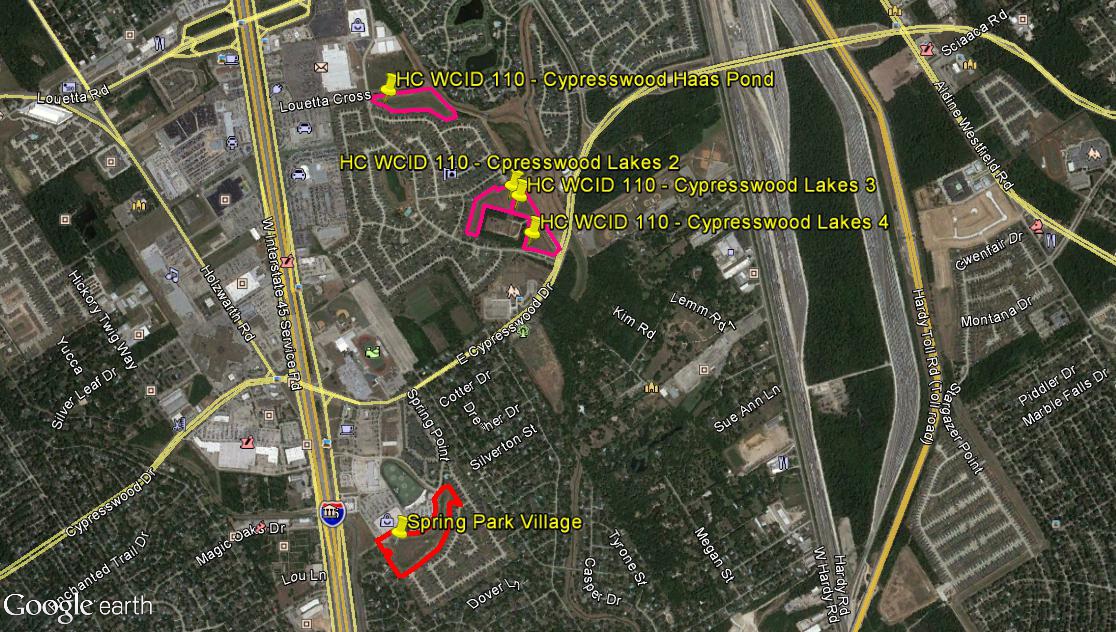 Sciaaca Rd
HC WCID 110 - Cypresswood Haas Pond
Louetta Rd
Louetta Cross
Aldine Westfield Rd
HC WCID 110 - Cpresswood Lakes 2
HC WCID 110 - Cypresswood Lakes 3
HC WCID 110 - Cypresswood Lakes 4
W Interstate 45 Service Rd
Gwenfair Dr
Hickory Twig Way
Holzwarth Rd
Lemm Rd 1
Kim Rd
Montana Dr
Hardy Toll Rd (Toll road)
E Cypresswood Dr
Yucca
Silver Leaf Dr
Cotter Dr
Piddler Dr
Marble Falls Dr
Spring Point
Dresher Dr
Sue Ann Ln
Stargazer Point
Silverton St
Cypresswood Dr
45
Spring Park Village
Magic Oaks Dr
Enchanted Trail Dr
Lou Ln
Dover Ln
Casper Dr
Tyrone St
Megan St
W Hardy Rd
Hardy Rd
Google earth